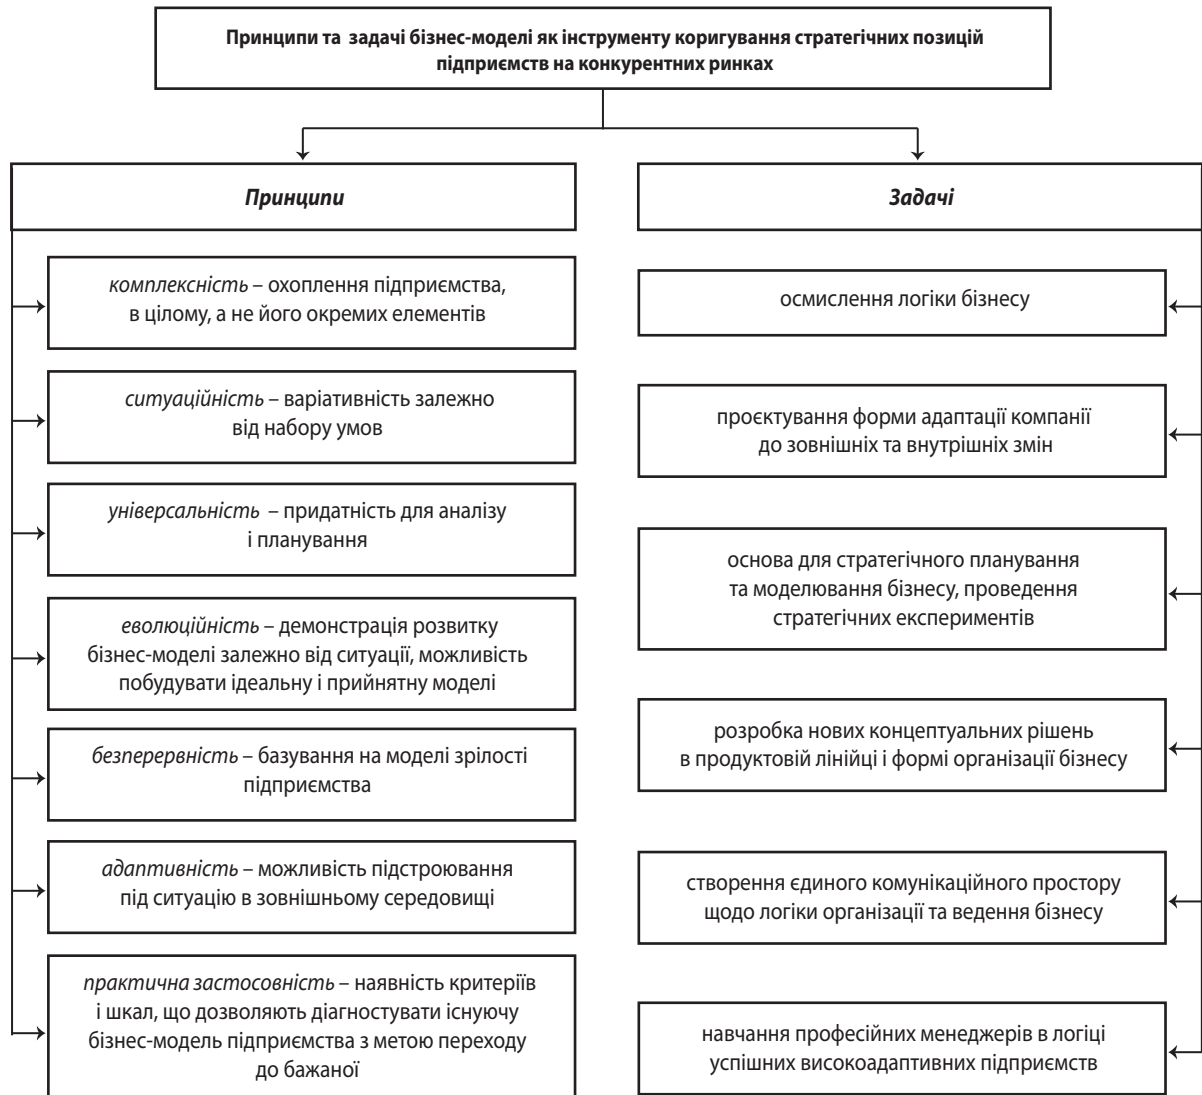 Принципи та задачі бізнес-моделі як інструменту коригування стратегічних позицій
підприємств на конкурентних ринках
Принципи
комплексність – охоплення підприємства,
в цілому, а не його окремих елементів
ситуаційність – варіативність залежно
від набору умов
універсальність – придатність для аналізу
і планування
еволюційність – демонстрація розвитку
бізнес-моделі залежно від ситуації, можливість
побудувати ідеальну і прийнятну моделі
безперервність – базування на моделі зрілості
підприємства
адаптивність – можливість підстроювання
під ситуацію в зовнішньому середовищі
практична застосовність – наявність критеріїв
і шкал, що дозволяють діагностувати існуючу
бізнес-модель підприємства з метою переходу
до бажаної
Задачі
осмислення логіки бізнесу
проєктування форми адаптації компанії
до зовнішніх та внутрішніх змін
основа для стратегічного планування
та моделювання бізнесу, проведення
стратегічних експериментів
розробка нових концептуальних рішень
в продуктовій лінійці і формі організації бізнесу
створення єдиного комунікаційного простору
щодо логіки організації та ведення бізнесу
навчання професійних менеджерів в логіці
успішних високоадаптивних підприємств